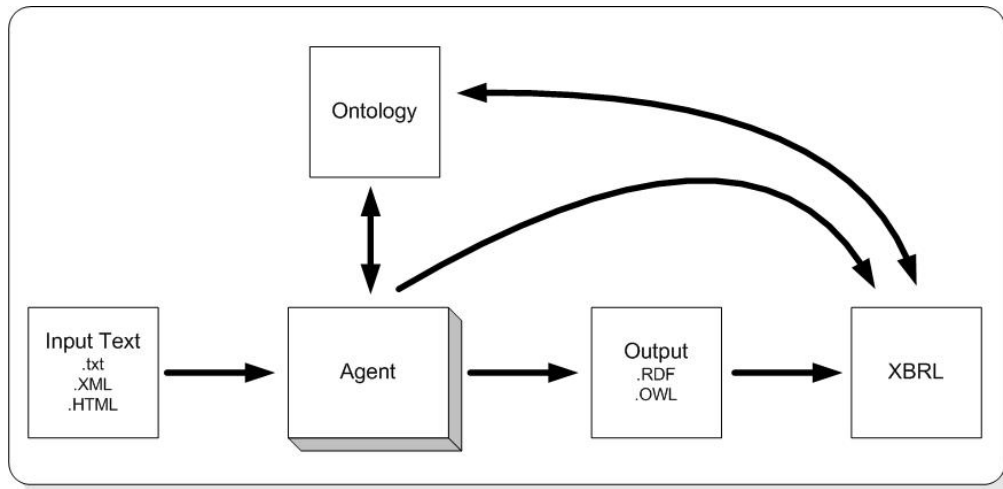 Ontology
Input Text
.txt
.XML
.HTML
Agent
Output
.RDF
.OWL
XBRL